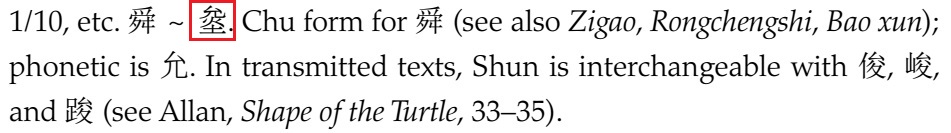 1/10, etc. 舜 ~ . Chu form for 舜 (see also Zigao, Rongchengshi, Bao xun);
phonetic is 允. In transmitted texts, Shun is interchangeable with 俊, 峻,
and 踆 (see Allan, Shape of the Turtle, 33–35).